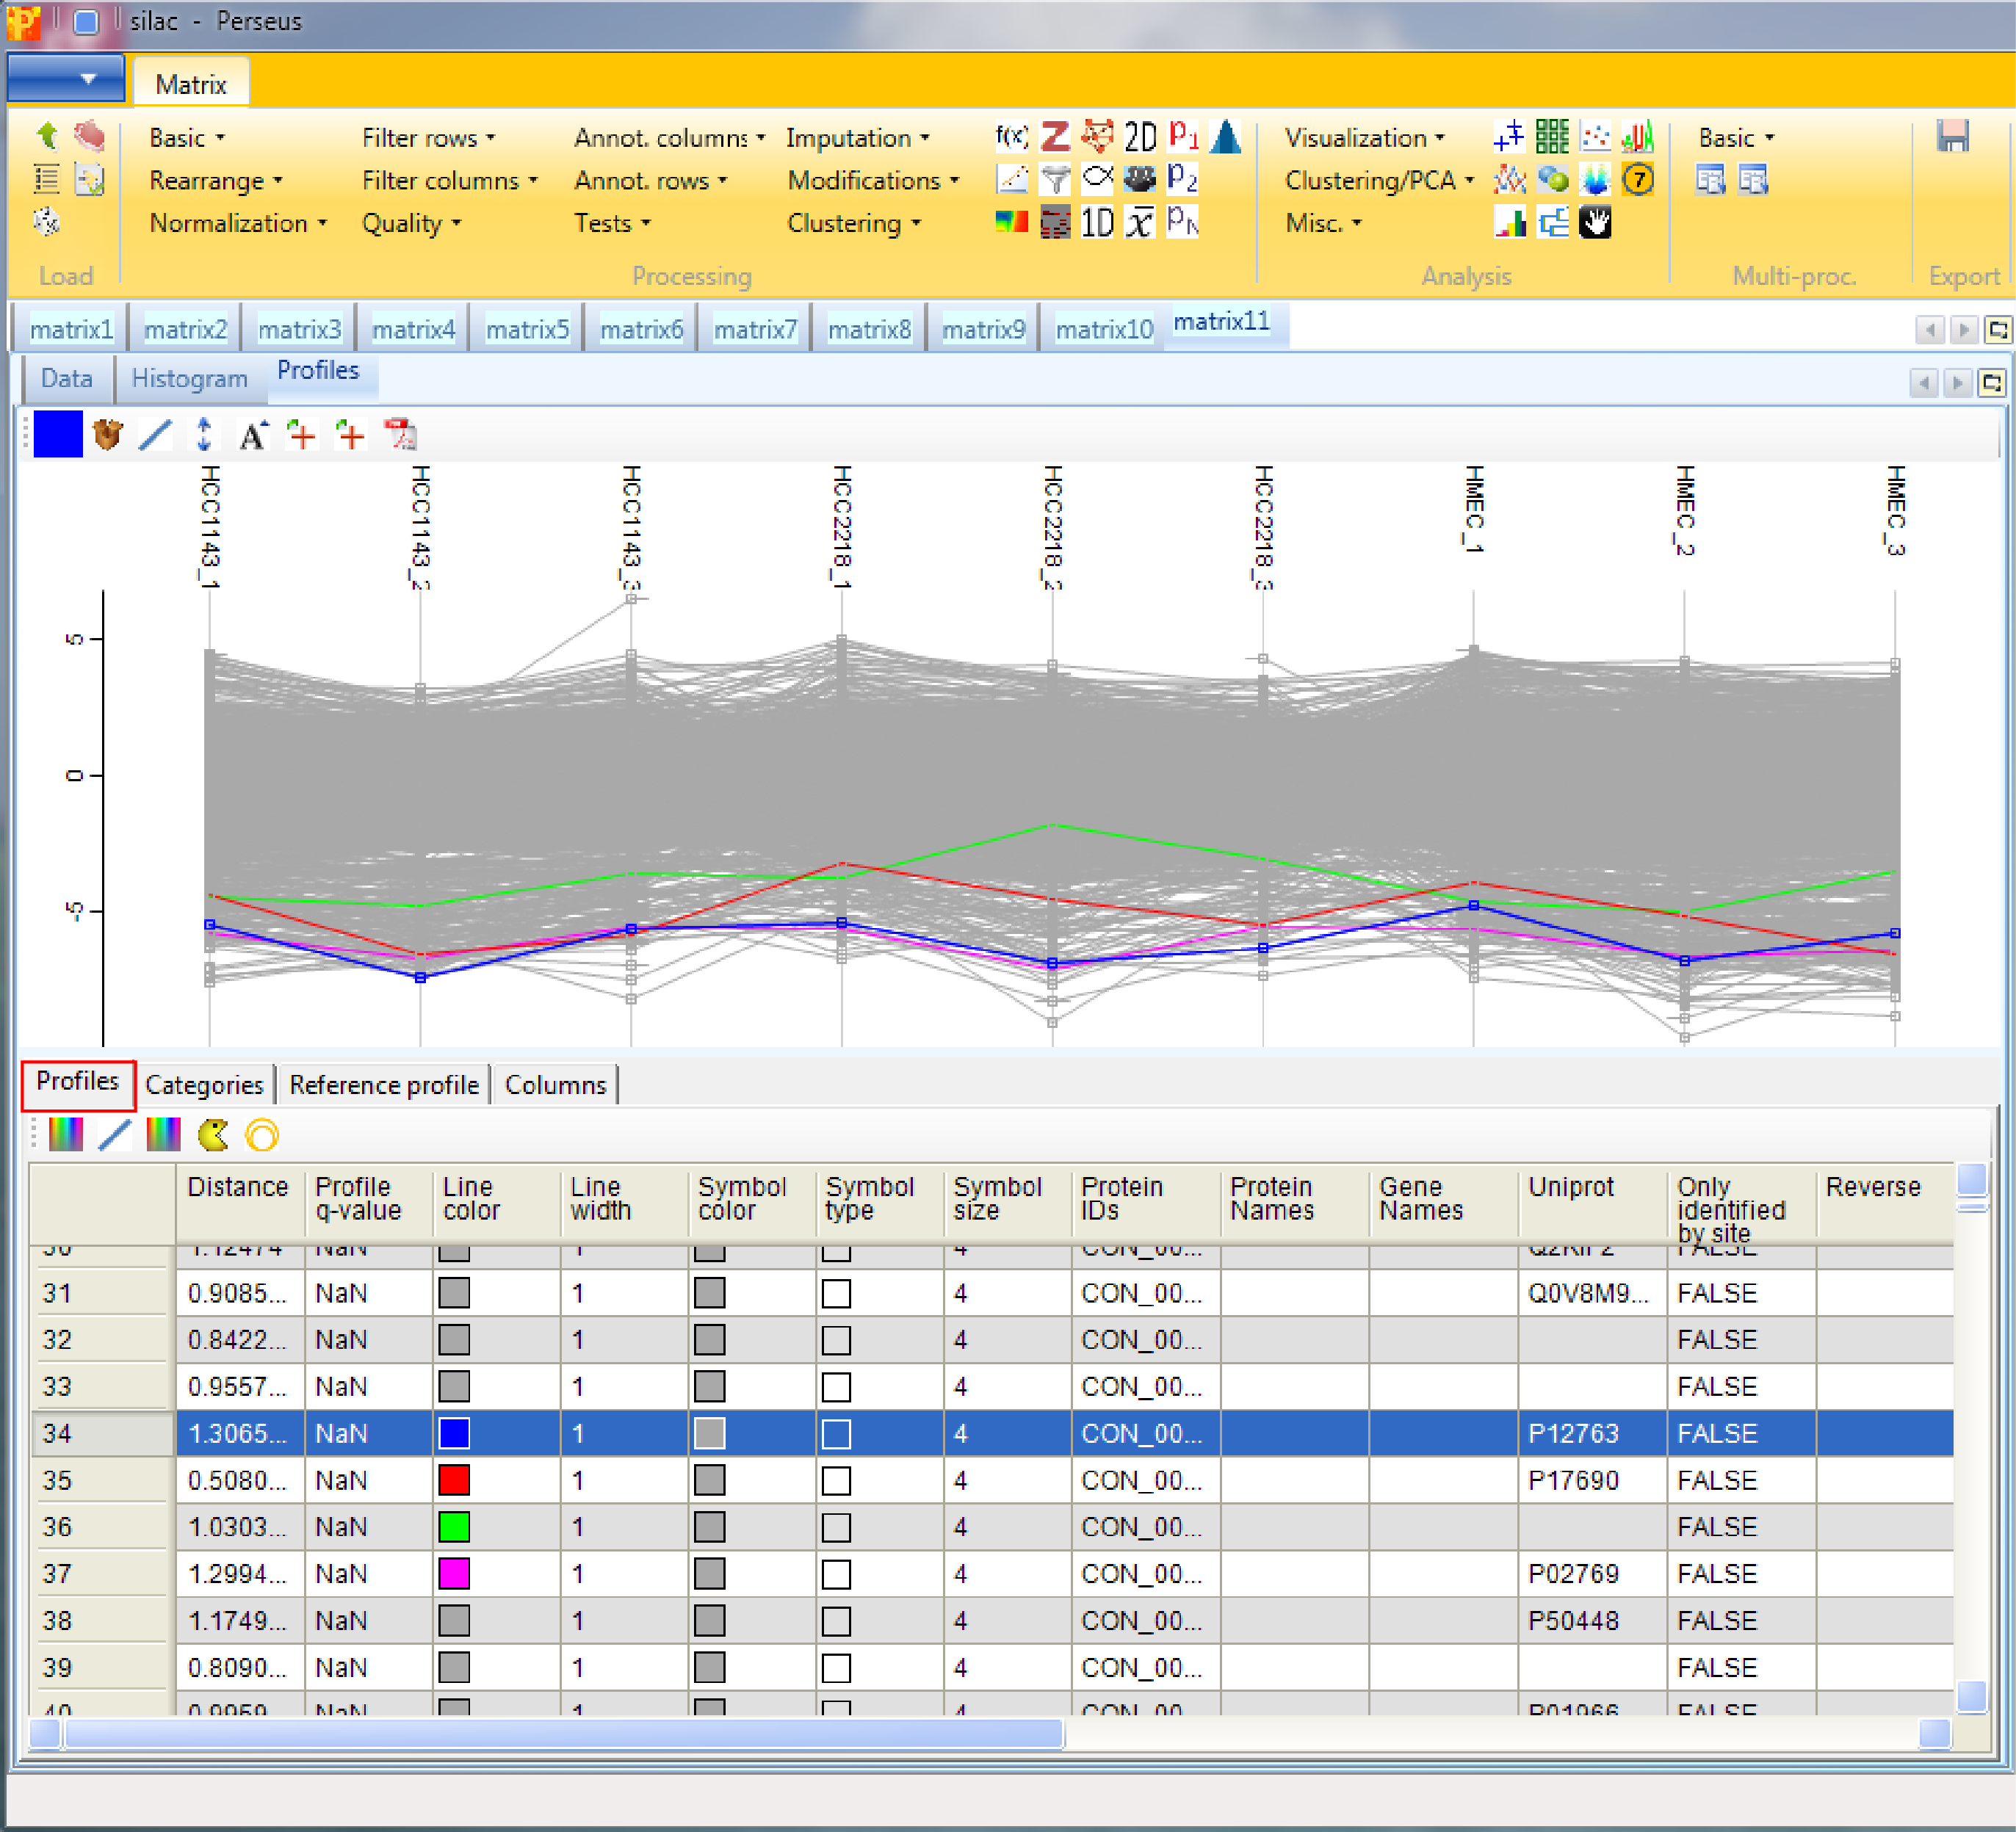 silac - Perseus
Matrix
Basic Filter rows Annot. columns Imputation f(x) Z 2D p1 Visualization Basic
Rearrange Filter columns Annot. rows Modifications p2 Clustering/PCA 7
Normalization Quality Tests Clustering 1D x pN Misc.
Load Processing Analysis Multi-proc. Export
matrix1 matrix2 matrix3 matrix4 matrix5 matrix6 matrix7 matrix8 matrix9 matrix10 matrix11
Data Histogram Profiles
A
HCC1143_1 HCC1143_2 HCC1143_3 HCC2218_1 HCC2218_2 HCC2218_3 HMEC_1 HMEC_2 HMEC_3
5
0
-5
Profiles Categories Reference profile Columns
Distance Profile q-value Line color Line width Symbol color Symbol type Symbol size Protein IDs Protein Names Gene Names Uniprot Only identified by site Reverse
30 1.12474 NaN 1 4 CON_00... FALSE
31 0.9085... NaN 1 4 CON_00... Q0V8M9... FALSE
32 0.8422... NaN 1 4 CON_00... FALSE
33 0.9557... NaN 1 4 CON_00... FALSE
34 1.3065... NaN 1 4 CON_00... P12763 FALSE
35 0.5080... NaN 1 4 CON_00... P17690 FALSE
36 1.0303... NaN 1 4 CON_00... FALSE
37 1.2994... NaN 1 4 CON_00... P02769 FALSE
38 1.1749... NaN 1 4 CON_00... P50448 FALSE
39 0.8090... NaN 1 4 CON_00... FALSE
40 0.9959 NaN 1 4 CON_00 P01966 FALSE